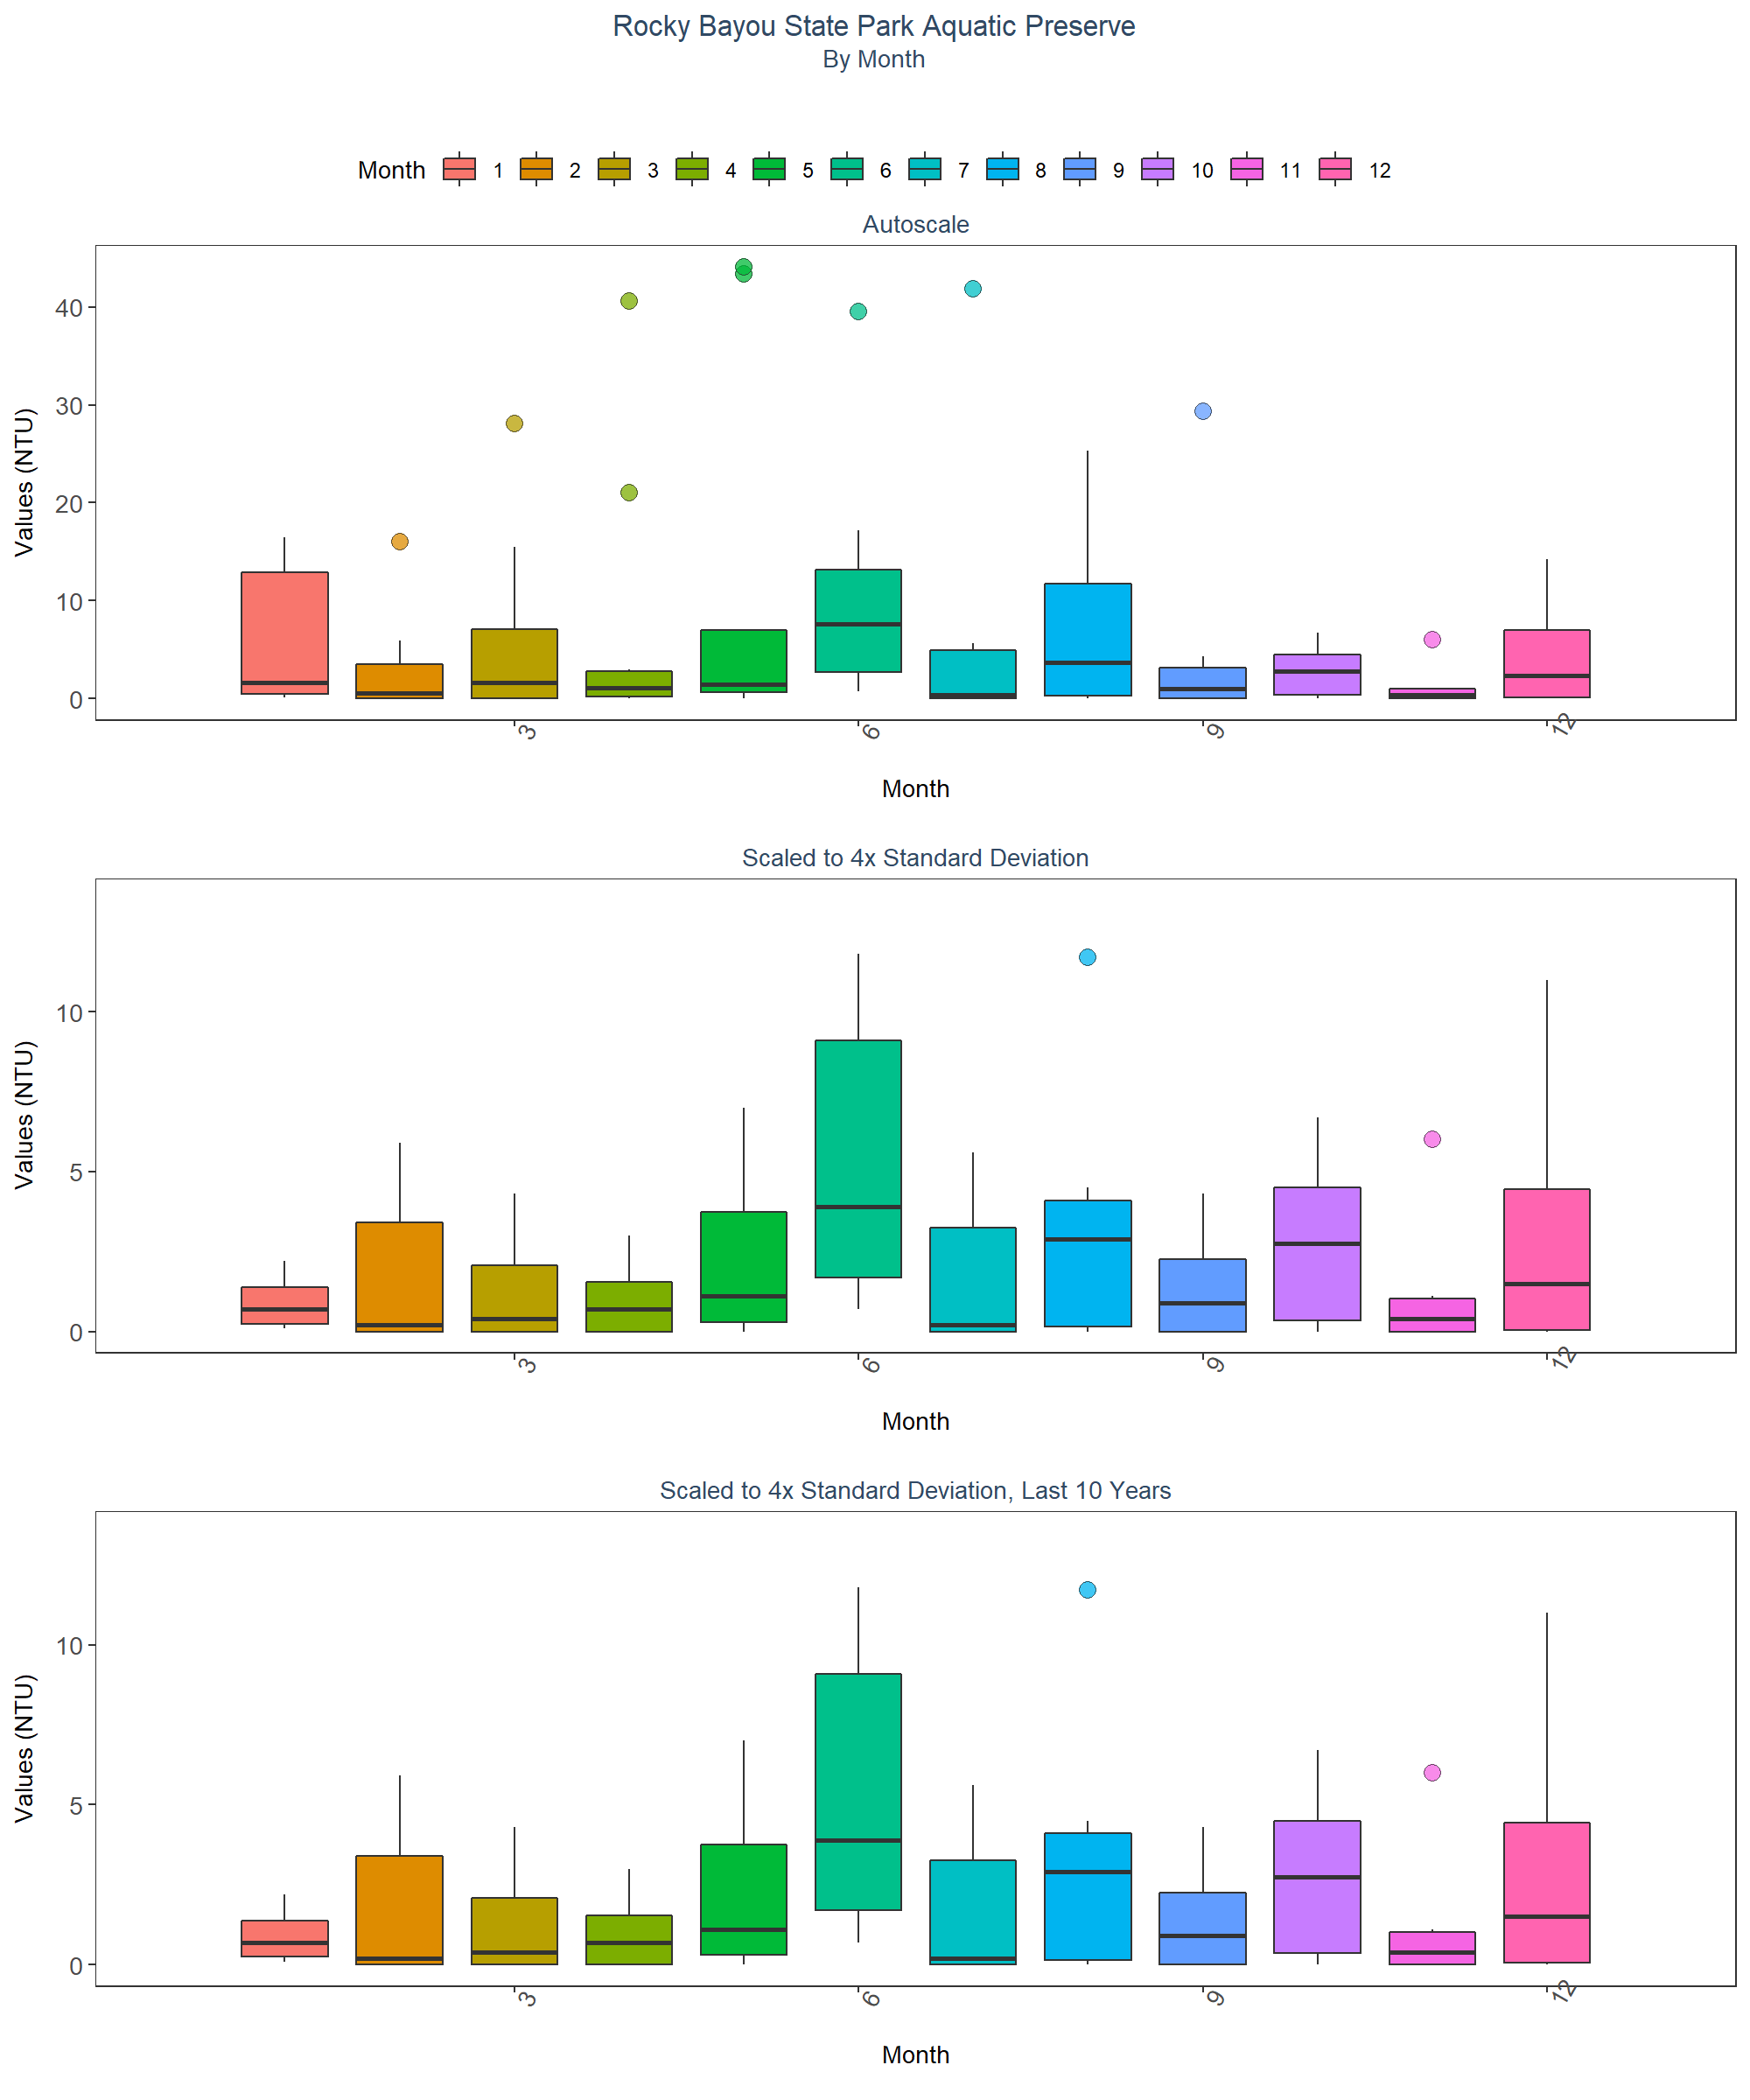 Rocky Bayou State Park Aquatic Preserve
By Month
Month 1 2 3 4 5 6 7 8 9 10 11 12
Autoscale
Values (NTU)
40
30
20
10
0
3 6 9 12
Month
Scaled to 4x Standard Deviation
Values (NTU)
10
5
0
3 6 9 12
Month
Scaled to 4x Standard Deviation, Last 10 Years
Values (NTU)
10
5
0
3 6 9 12
Month